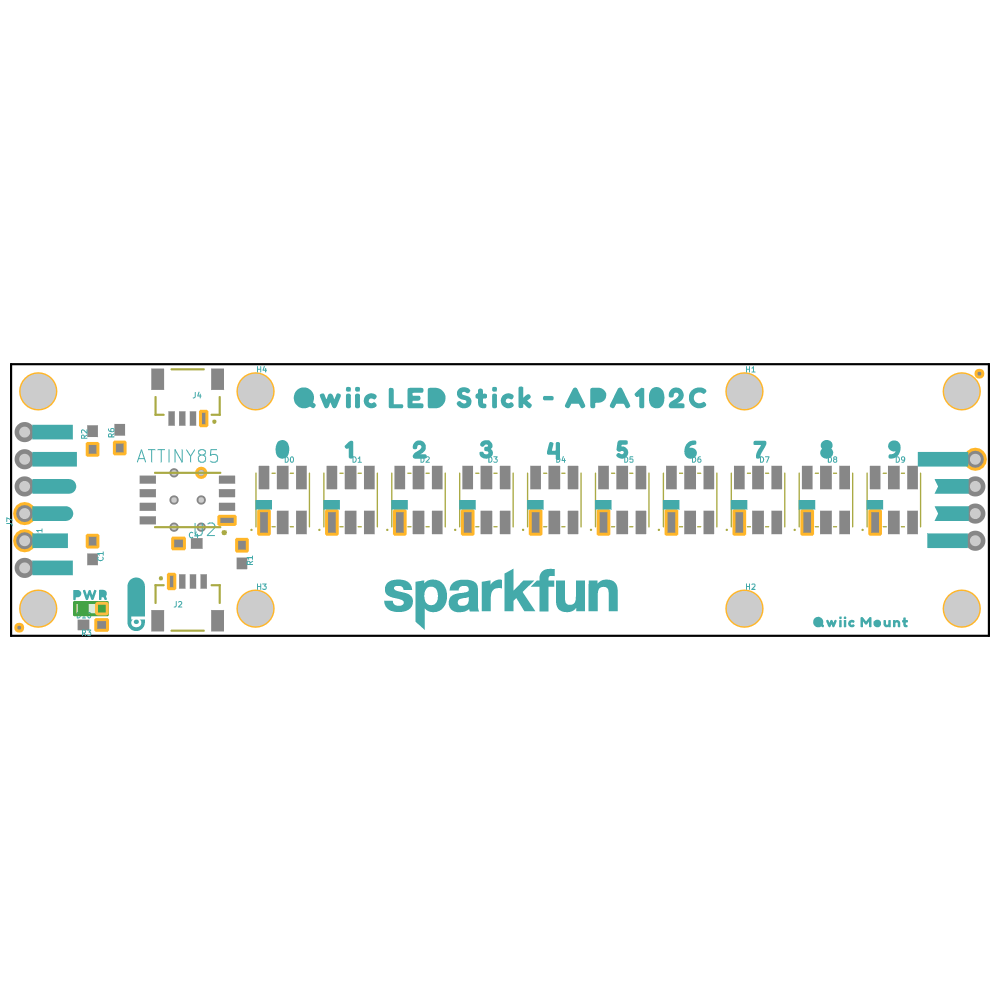 H4
H1
J4
Qwiic LED Stick - APA102C
R2
R6
ATTINY85
0 1 2 3 4 5 6 7 8 9
D0 D1 D2 D3 D4 D5 D6 D7 D8 D9
C1
R1
PWR
J2
H3
H2
sparkfun
R3
Qwiic Mount